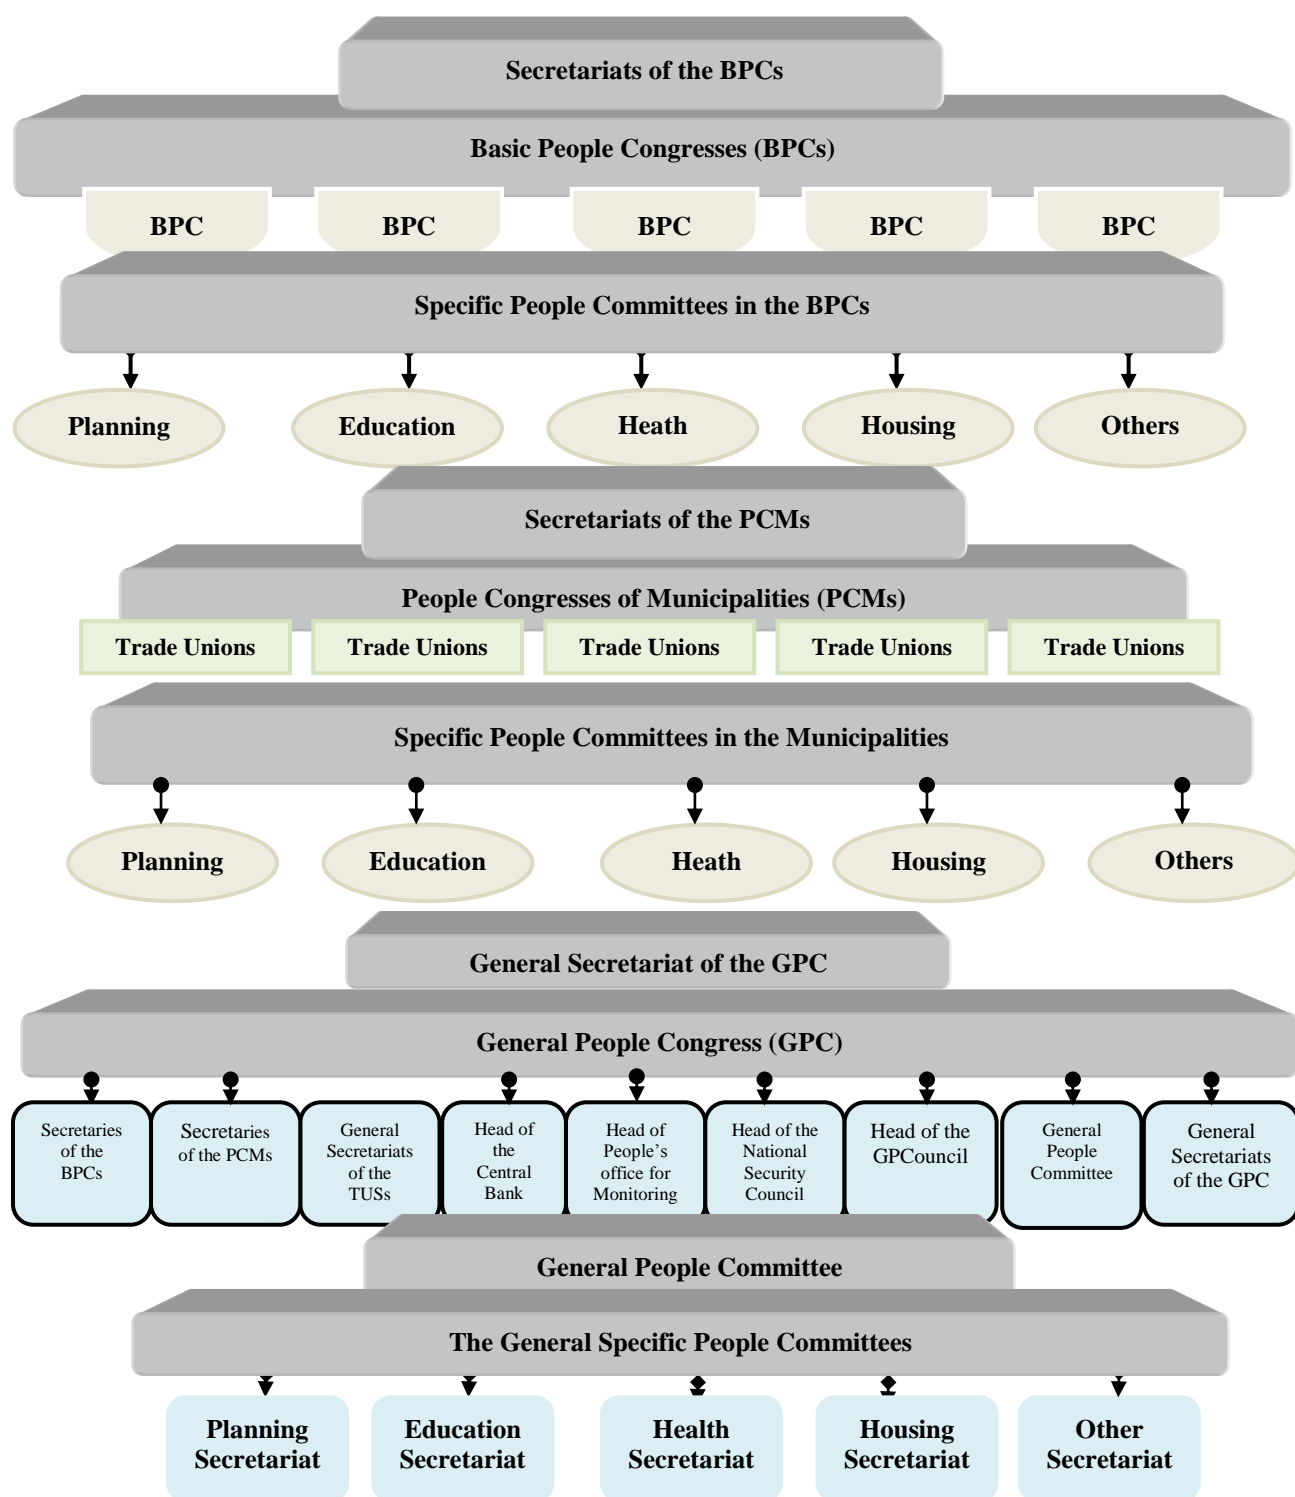 Secretariats of the BPCs
Basic People Congresses (BPCs)
BPC BPC BPC BPC BPC
Specific People Committees in the BPCs
Planning Education Heath Housing Others
Secretariats of the PCMs
People Congresses of Municipalities (PCMs)
Trade Unions Trade Unions Trade Unions Trade Unions Trade Unions
Specific People Committees in the Municipalities
Planning Education Heath Housing Others
General Secretariat of the GPC
General People Congress (GPC)
Secretaries
of the
BPCs
Secretaries
of the PCMs
General
Secretariats
of the
TUSs
Head of
the
Central
Bank
Head of
People’s
office for
Monitoring
Head of the
National
Security
Council
Head of the
GPCouncil
General
People
Committee
General
Secretariats
of the GPC
General People Committee
The General Specific People Committees
Planning
Secretariat
Education
Secretariat
Health
Secretariat
Housing
Secretariat
Other
Secretariat